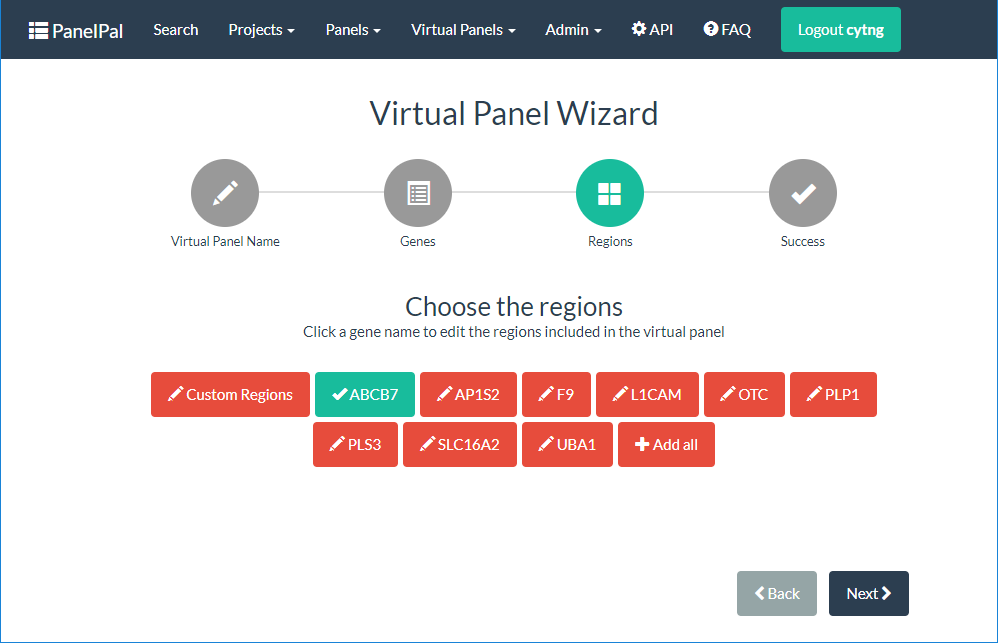 PanelPal Search Projects Panels Virtual Panels Admin API FAQ Logout cytng
Virtual Panel Wizard
Virtual Panel Name Genes Regions Success
Choose the regions
Click a gene name to edit the regions included in the virtual panel
Custom Regions ABCB7 AP1S2 F9 L1CAM OTC PLP1
PLS3 SLC16A2 UBA1 Add all
Back Next